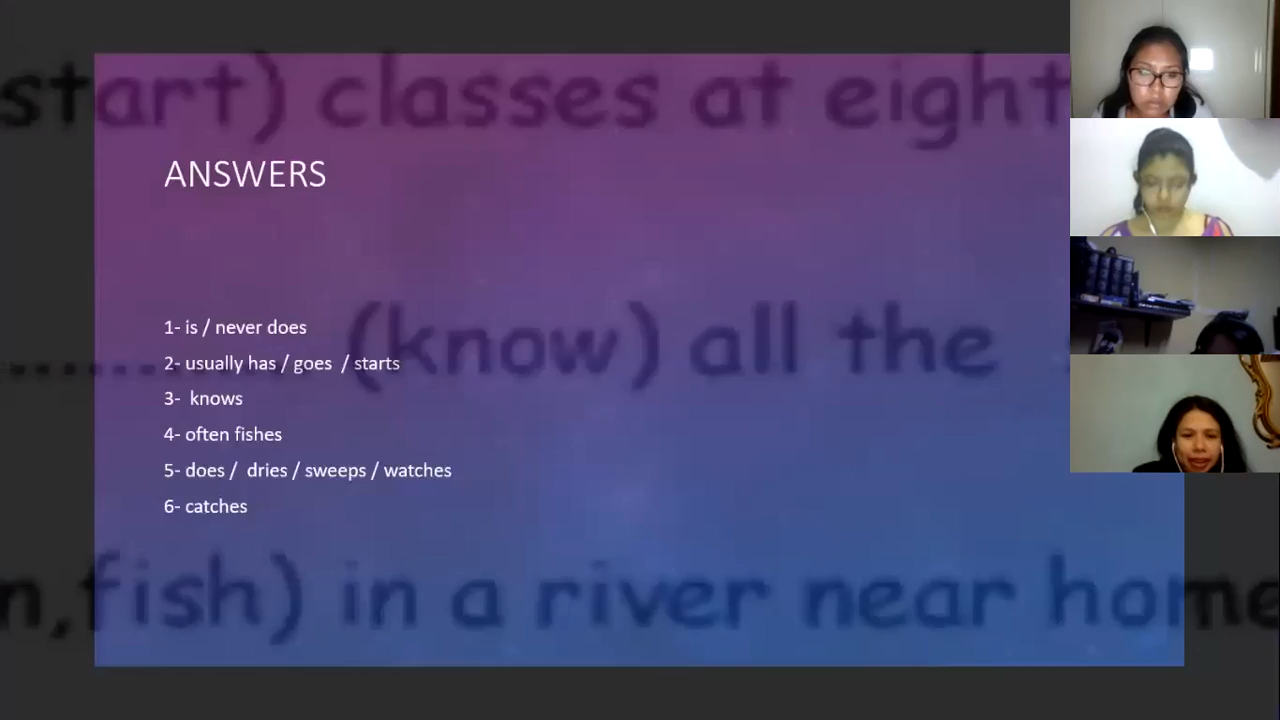 start) classes at eight
ANSWERS
1- is / never does
2- usually has / goes / starts
(know) all the
3- knows
4- often fishes
5- does / dries / sweeps / watches
6- catches
n,fish) in a river near home